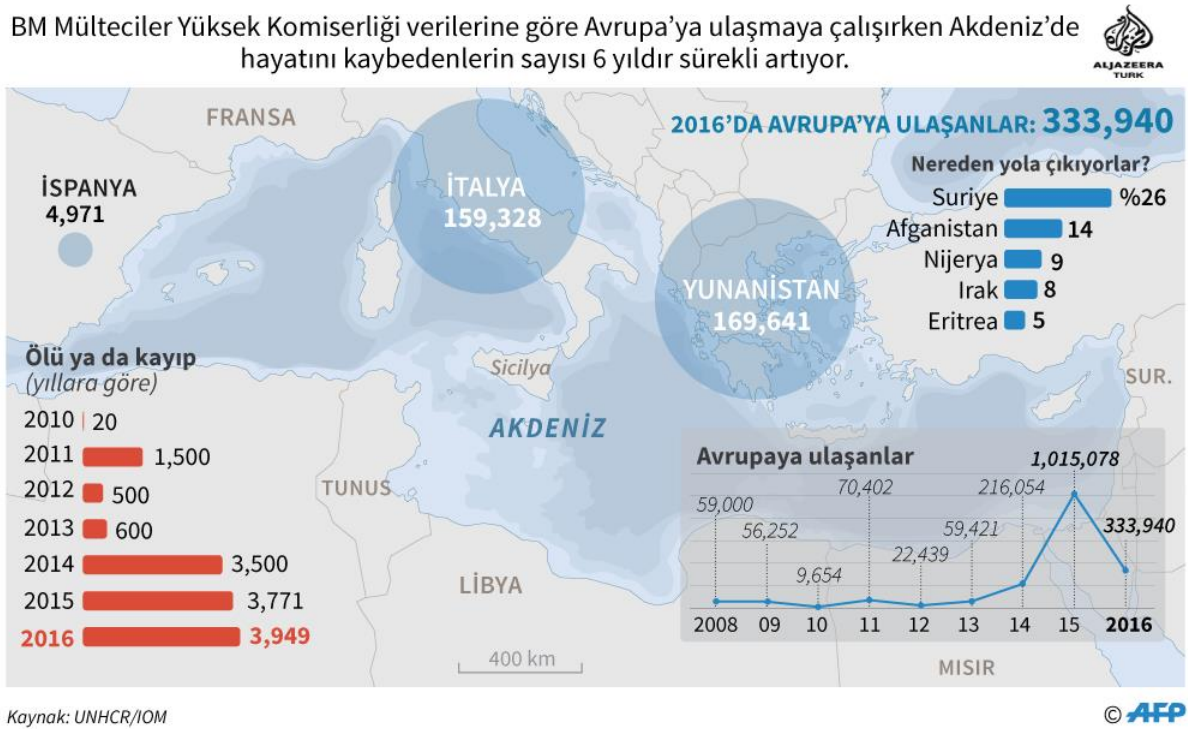 BM Mülteciler Yüksek Komiserliği verilerine göre Avrupa’ya ulaşmaya çalışırken Akdeniz’de
hayatını kaybedenlerin sayısı 6 yıldır sürekli artıyor.
ALJAZEERA
TURK
FRANSA
2016’DA AVRUPA’YA ULAŞANLAR: 333,940
Nereden yola çıkıyorlar?
Suriye %26
Afganistan 14
Nijerya 9
Irak 8
Eritrea 5
İSPANYA
4,971
İTALYA
159,328
YUNANİSTAN
169,641
Sicilya
SUR.
AKDENİZ
TUNUS
LİBYA
MISIR
Ölü ya da kayıp
(yıllara göre)
2010 20
2011 1,500
2012 500
2013 600
2014 3,500
2015 3,771
2016 3,949
Avrupaya ulaşanlar
59,000
56,252
9,654
70,402
22,439
59,421
216,054
1,015,078
333,940
2008 09 10 11 12 13 14 15 2016
400 km
Kaynak: UNHCR/IOM
© AFP